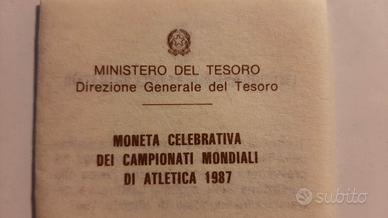 MINISTERO DEL TESORO
Direzione Generale del Tesoro
MONETA CELEBRATIVA
DEI CAMPIONATI MONDIALI
DI ATLETICA 1987
subito